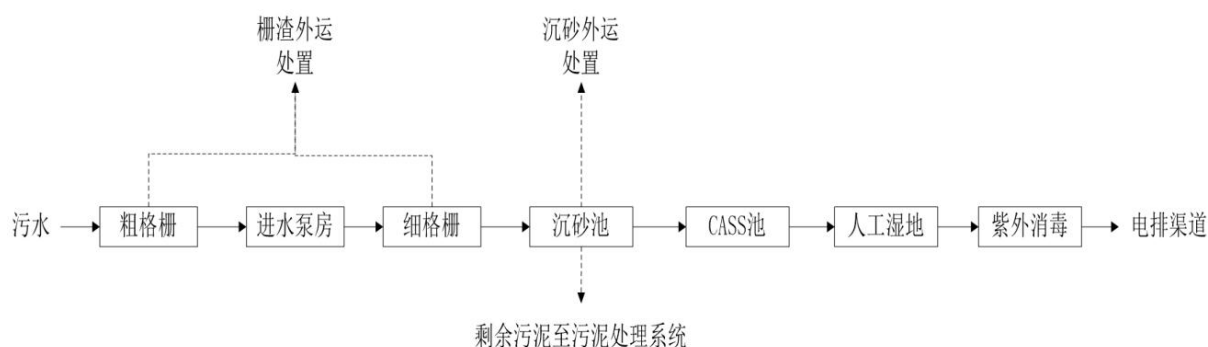 栅渣外运
处置
沉砂外运
处置
污水
粗格栅
进水泵房
细格栅
沉砂池
CASS池
人工湿地
紫外消毒
电排渠道
剩余污泥至污泥处理系统